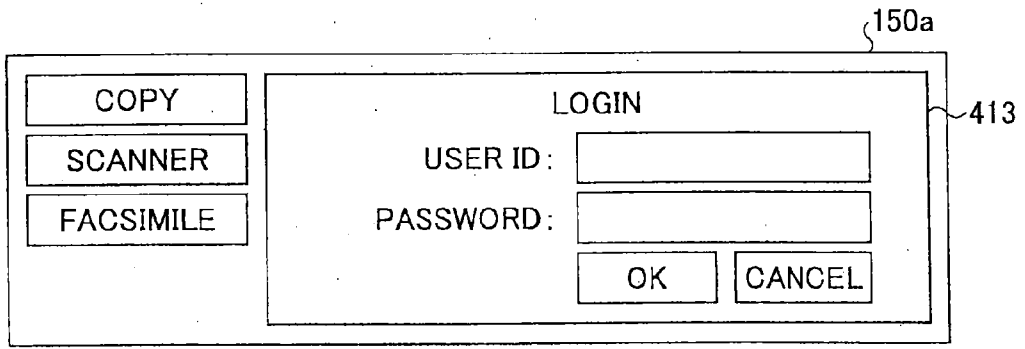 150a
COPY
SCANNER
FACSIMILE
LOGIN
413
USER ID:
PASSWORD:
OK
CANCEL